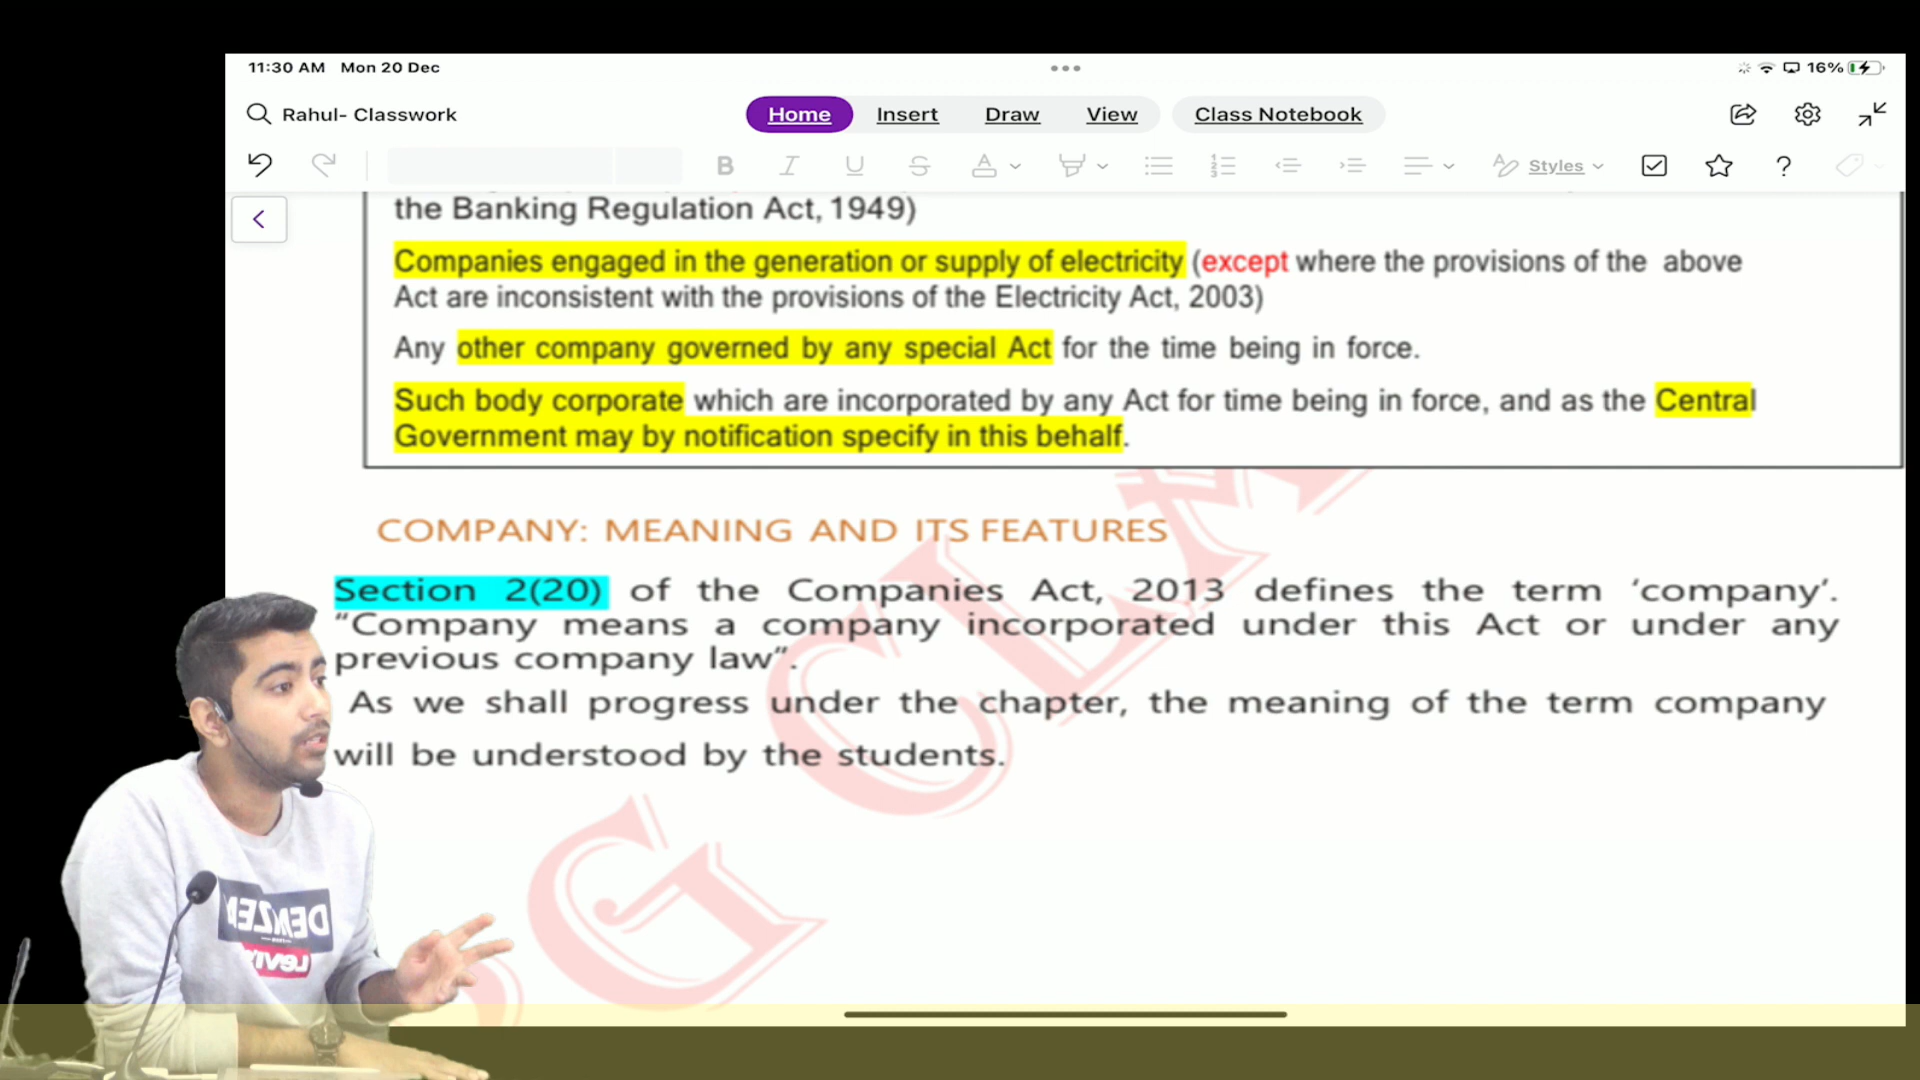 11:30 AM Mon 20 Dec
16%
Rahul- Classwork
Home
Insert
Draw
View
Class Notebook
B I U S A
Styles
?
the Banking Regulation Act, 1949)
Companies engaged in the generation or supply of electricity (except where the provisions of the above
Act are inconsistent with the provisions of the Electricity Act, 2003)
Any other company governed by any special Act for the time being in force.
Such body corporate which are incorporated by any Act for time being in force, and as the Central
Government may by notification specify in this behalf.
COMPANY: MEANING AND ITS FEATURES
Section 2(20) of the Companies Act, 2013 defines the term ‘company’.
“Company means a company incorporated under this Act or under any
previous company law”.
As we shall progress under the chapter, the meaning of the term company
will be understood by the students.
DENIZEN
Levi's